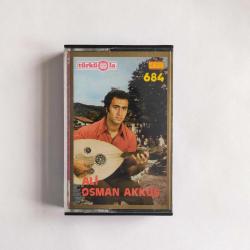 türküola
684
ALİ
OSMAN AKKUŞ